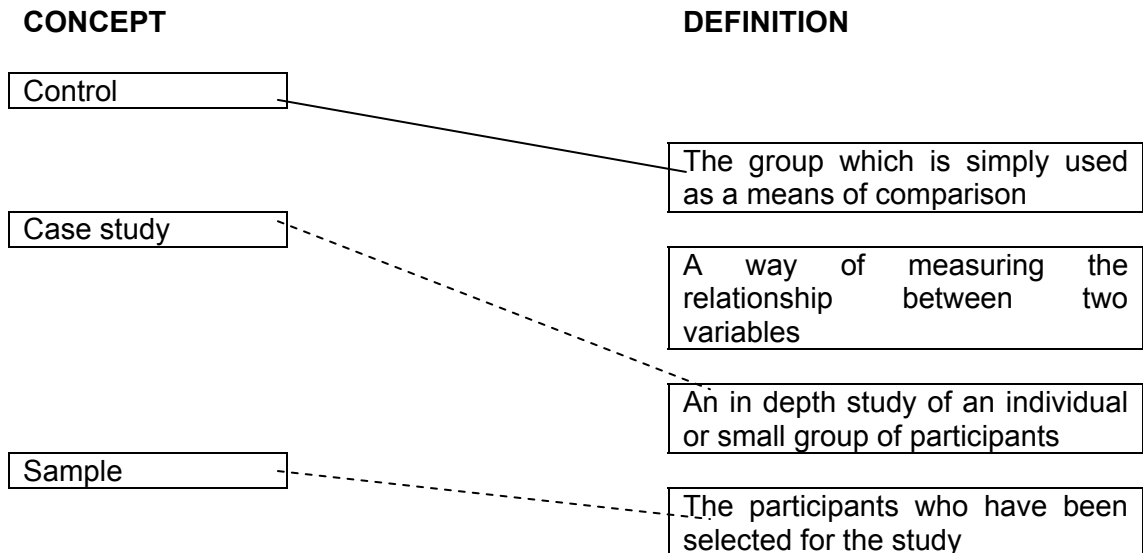 CONCEPT DEFINITION
Control
The group which is simply used
as a means of comparison
Case study
A way of measuring the
relationship between two
variables
An in depth study of an individual
or small group of participants
Sample
The participants who have been
selected for the study